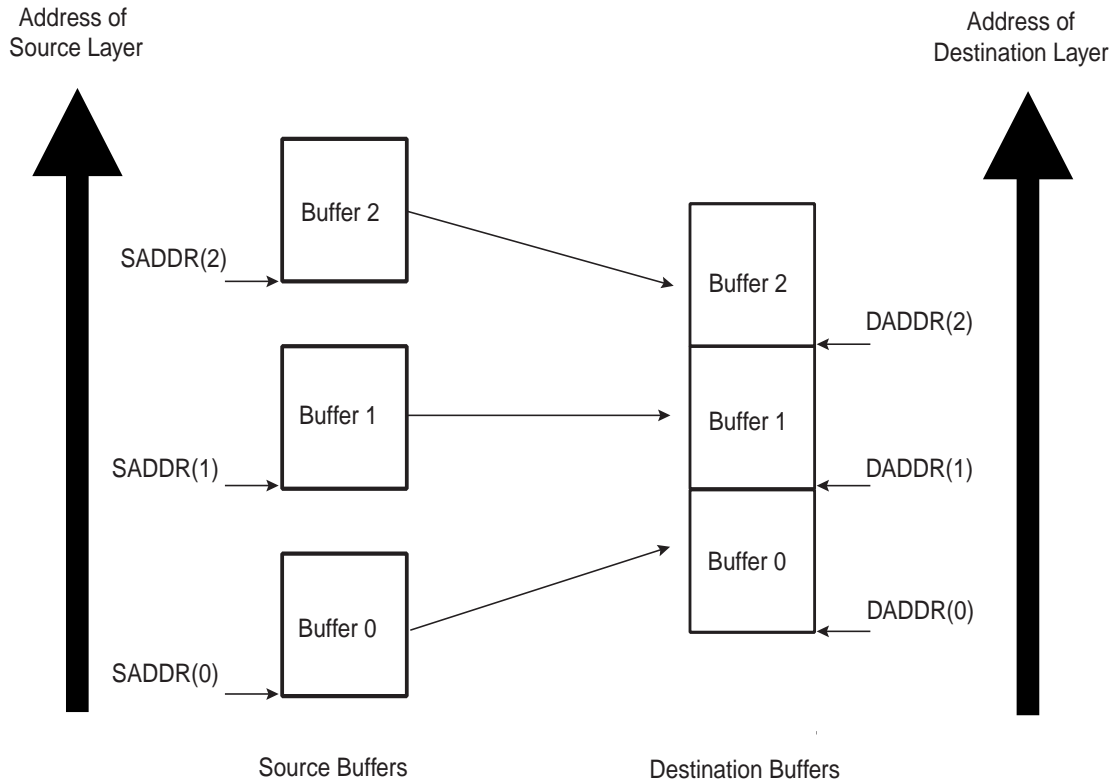 Address of
Source Layer
Address of
Destination Layer
Buffer 2
SADDR(2)
Buffer 2
DADDR(2)
Buffer 1
Buffer 1
SADDR(1)
DADDR(1)
Buffer 0
Buffer 0
DADDR(0)
SADDR(0)
Source Buffers
Destination Buffers